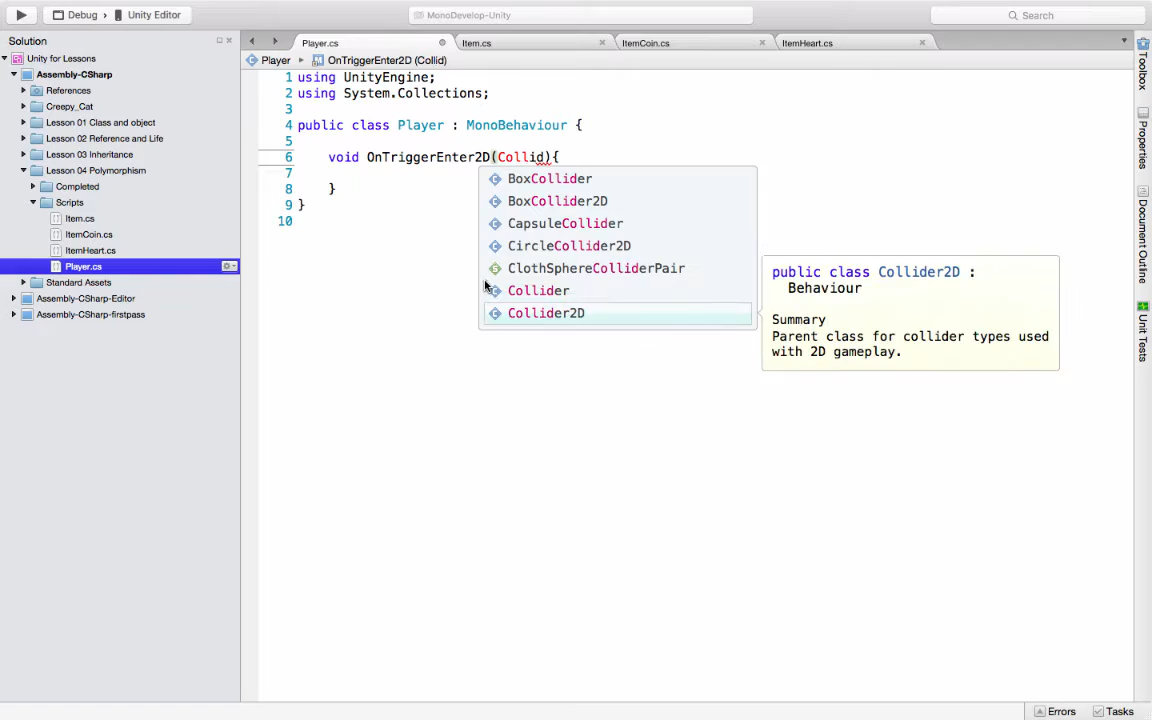 Debug › Unity Editor
MonoDevelop-Unity
Search
Solution
Unity for Lessons
Assembly-CSharp
References
Creepy_Cat
Lesson 01 Class and object
Lesson 02 Reference and Life
Lesson 03 Inheritance
Lesson 04 Polymorphism
Completed
Scripts
Item.cs
ItemCoin.cs
ItemHeart.cs
Player.cs
Standard Assets
Assembly-CSharp-Editor
Assembly-CSharp-firstpass
Player.cs
Item.cs
ItemCoin.cs
ItemHeart.cs
Player
OnTriggerEnter2D (Collid)
1 using UnityEngine;
2 using System.Collections;
3
4 public class Player : MonoBehaviour {
5
6 void OnTriggerEnter2D(Collid){
7
8 }
9 }
10
BoxCollider
BoxCollider2D
CapsuleCollider
CircleCollider2D
ClothSphereColliderPair
Collider
Collider2D
public class Collider2D :
Behaviour
Summary
Parent class for collider types used
with 2D gameplay.
Toolbox
Properties
Document Outline
Unit Tests
Errors
Tasks